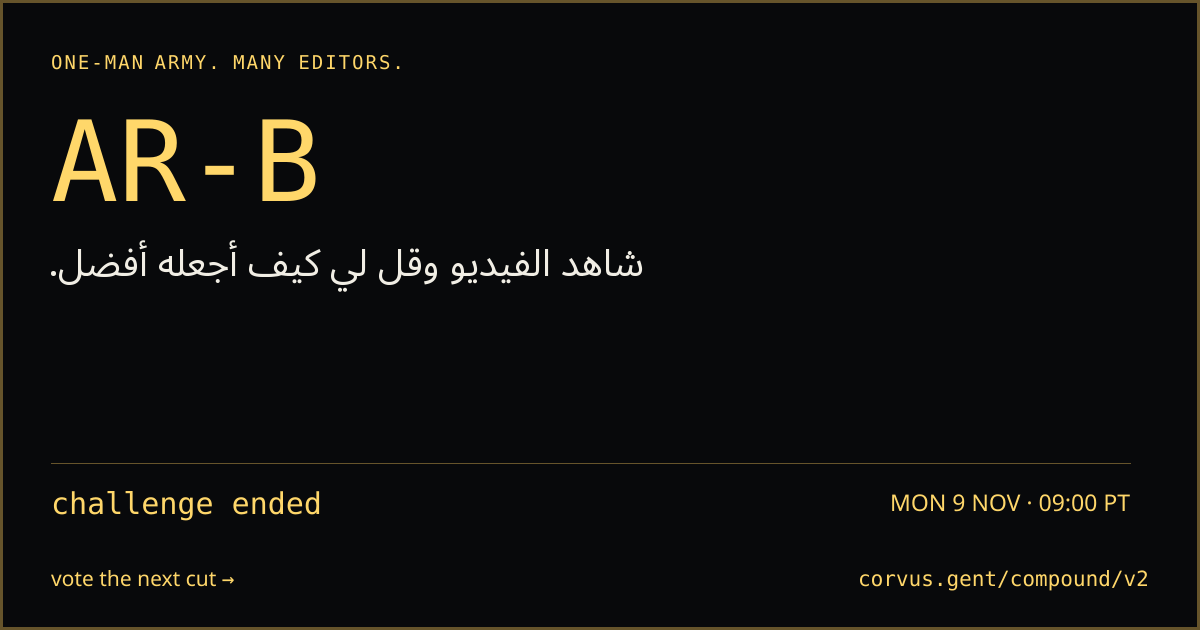 ONE-MAN ARMY. MANY EDITORS.
AR-B
شاهد الفيديو وقل لي كيف أجعله أفضل.
challenge ended
MON 9 NOV · 09:00 PT
vote the next cut →
corvus.gent/compound/v2